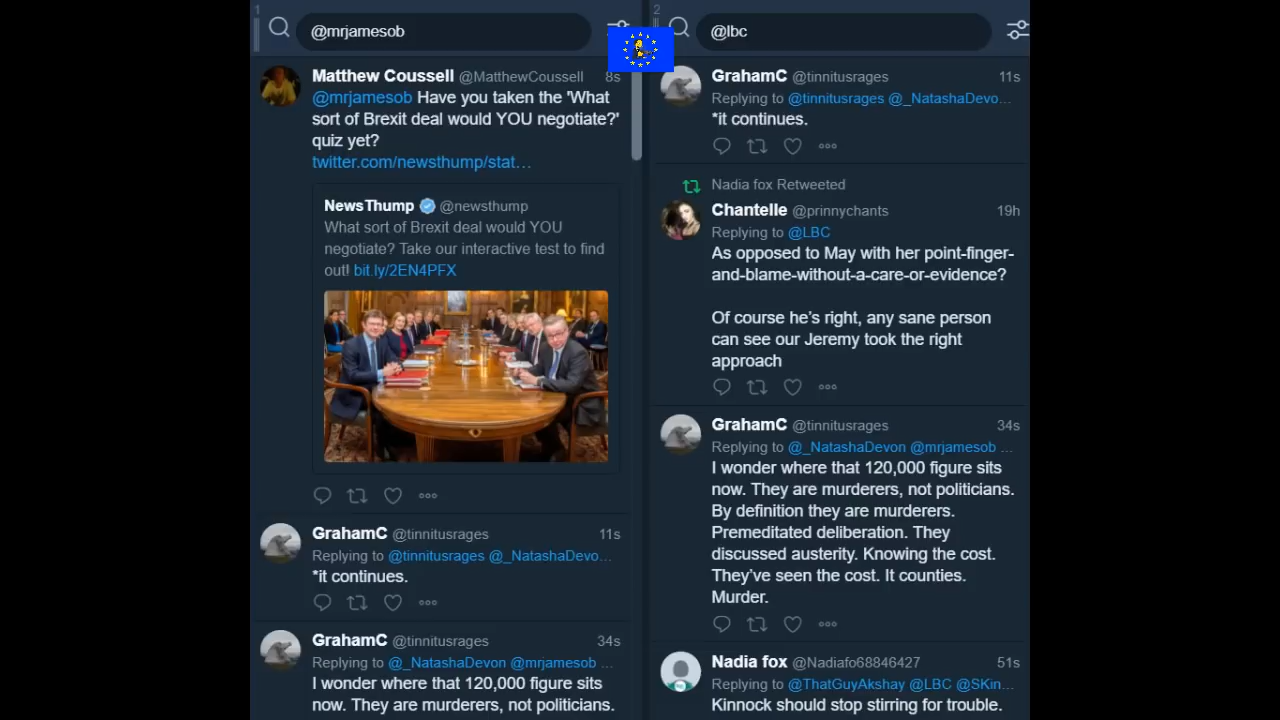 1
@mrjamesob
Matthew Coussell @MatthewCoussell 8s
@mrjamesob Have you taken the 'What
sort of Brexit deal would YOU negotiate?'
quiz yet?
twitter.com/newsthump/stat…
NewsThump @newsthump
What sort of Brexit deal would YOU
negotiate? Take our interactive test to find
out! bit.ly/2EN4PFX
GrahamC @tinnitusrages 11s
Replying to @tinnitusrages @_NatashaDevo…
*it continues.
GrahamC @tinnitusrages 34s
Replying to @_NatashaDevon @mrjamesob …
I wonder where that 120,000 figure sits
now. They are murderers, not politicians.
2
@lbc
GrahamC @tinnitusrages 11s
Replying to @tinnitusrages @_NatashaDevo…
*it continues.
Nadia fox Retweeted
Chantelle @prinnychants 19h
Replying to @LBC
As opposed to May with her point-finger-
and-blame-without-a-care-or-evidence?
Of course he's right, any sane person
can see our Jeremy took the right
approach
GrahamC @tinnitusrages 34s
Replying to @_NatashaDevon @mrjamesob …
I wonder where that 120,000 figure sits
now. They are murderers, not politicians.
By definition they are murderers.
Premeditated deliberation. They
discussed austerity. Knowing the cost.
They've seen the cost. It counties.
Murder.
Nadia fox @Nadiafo68846427 51s
Replying to @ThatGuyAkshay @LBC @SKin…
Kinnock should stop stirring for trouble.